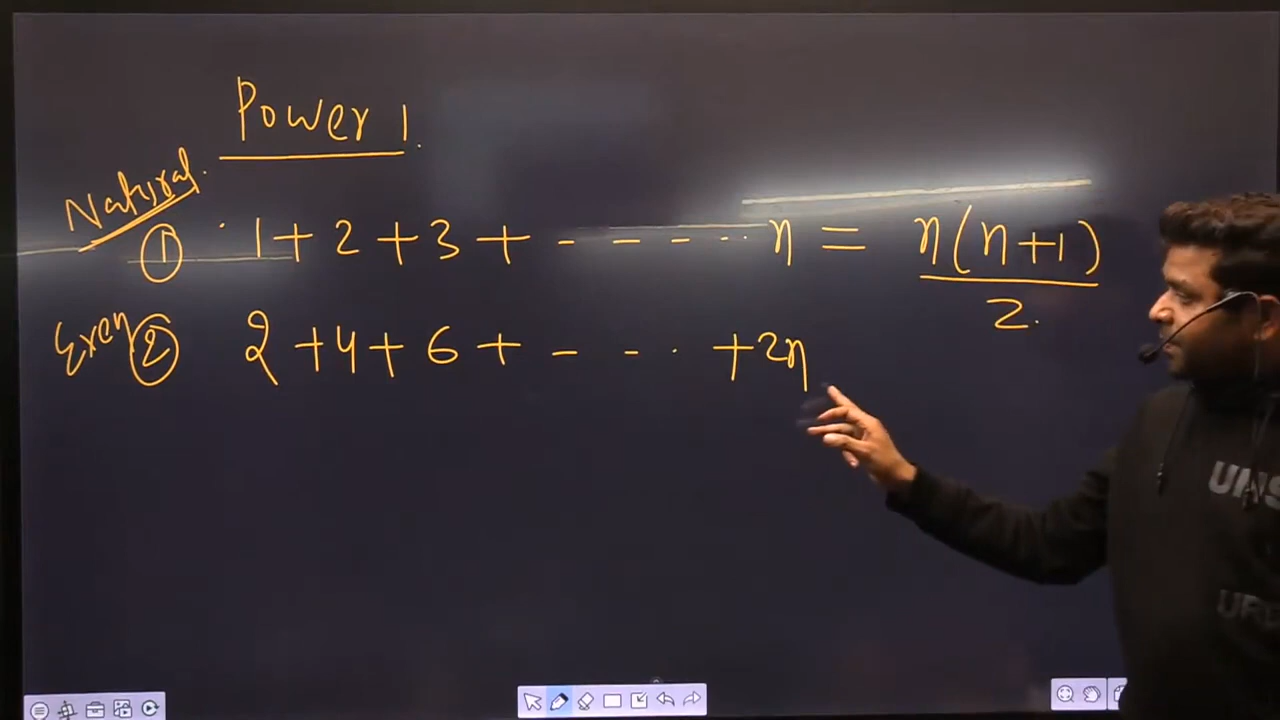 Power 1.
Natural.
① 1 + 2 + 3 + - - - - .. n = n(n+1)/2.
Even ② 2 + 4 + 6 + - - . + 2n